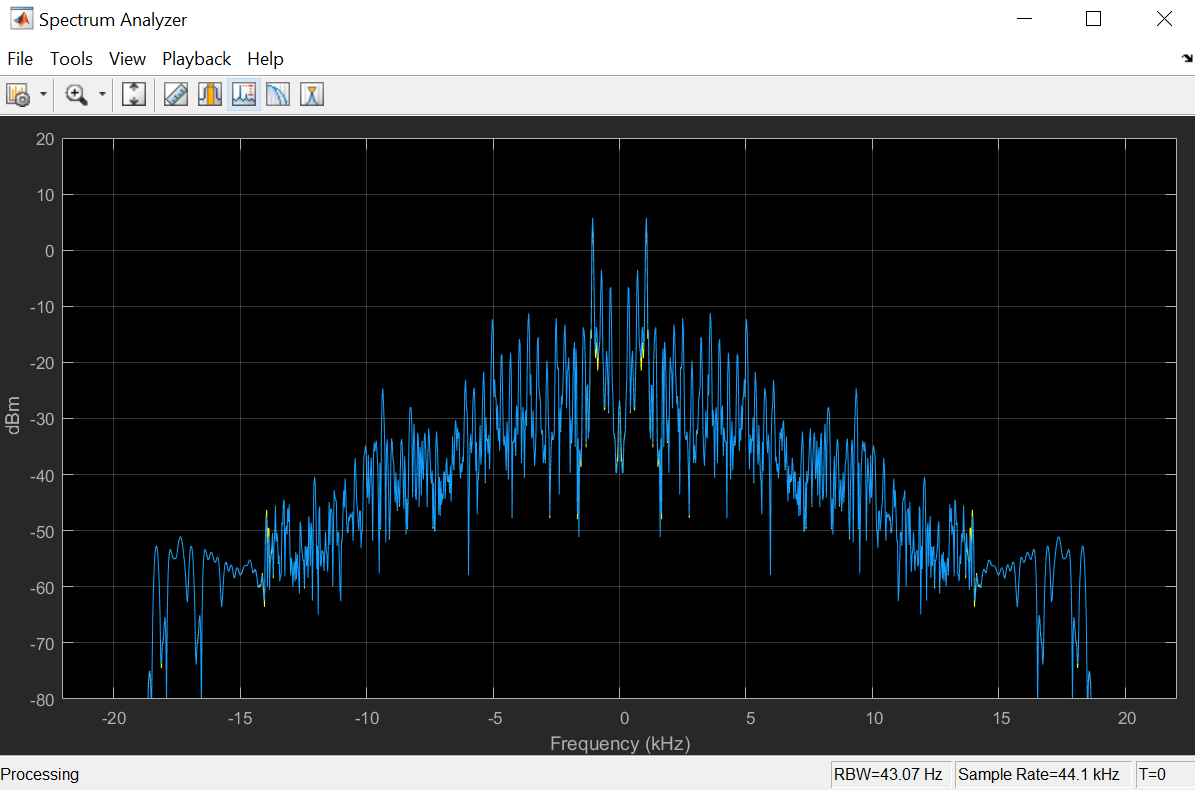 Spectrum Analyzer
File Tools View Playback Help
20
10
0
-10
-20
-30
-40
-50
-60
-70
-80
dBm
-20 -15 -10 -5 0 5 10 15 20
Frequency (kHz)
Processing RBW=43.07 Hz Sample Rate=44.1 kHz T=0